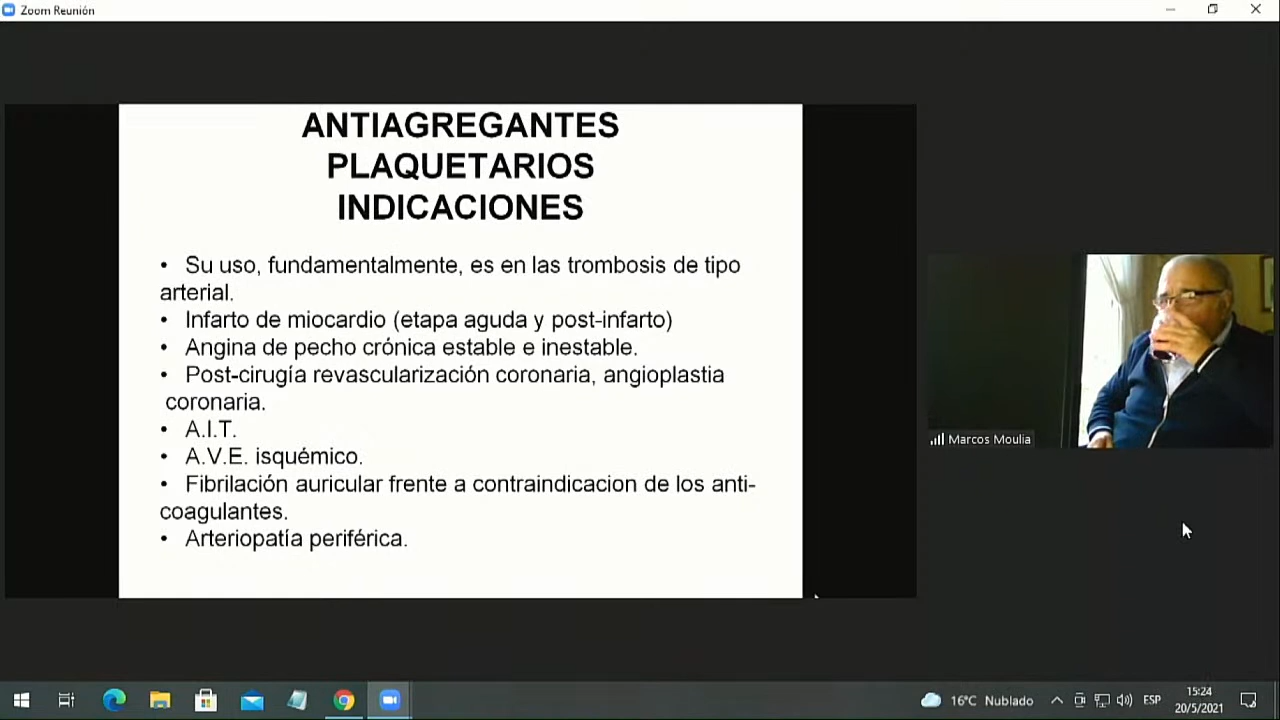 Zoom Reunión
ANTIAGREGANTES
PLAQUETARIOS
INDICACIONES
• Su uso, fundamentalmente, es en las trombosis de tipo
arterial.
• Infarto de miocardio (etapa aguda y post-infarto)
• Angina de pecho crónica estable e inestable.
• Post-cirugía revascularización coronaria, angioplastia
coronaria.
• A.I.T.
• A.V.E. isquémico.
• Fibrilación auricular frente a contraindicacion de los anti-
coagulantes.
• Arteriopatía periférica.
Marcos Moulia
16°C Nublado
ESP
15:24
20/5/2021